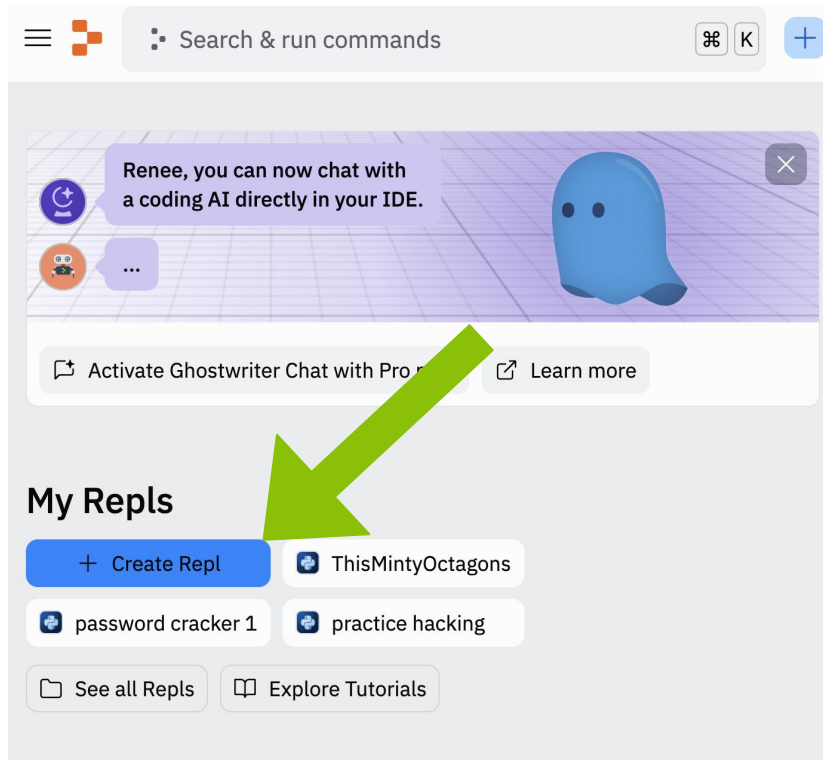 Search & run commands ⌘ K
Renee, you can now chat with
a coding AI directly in your IDE.
...
Activate Ghostwriter Chat with Pro
Learn more
My Repls
+ Create Repl
ThisMintyOctagons
password cracker 1
practice hacking
See all Repls
Explore Tutorials